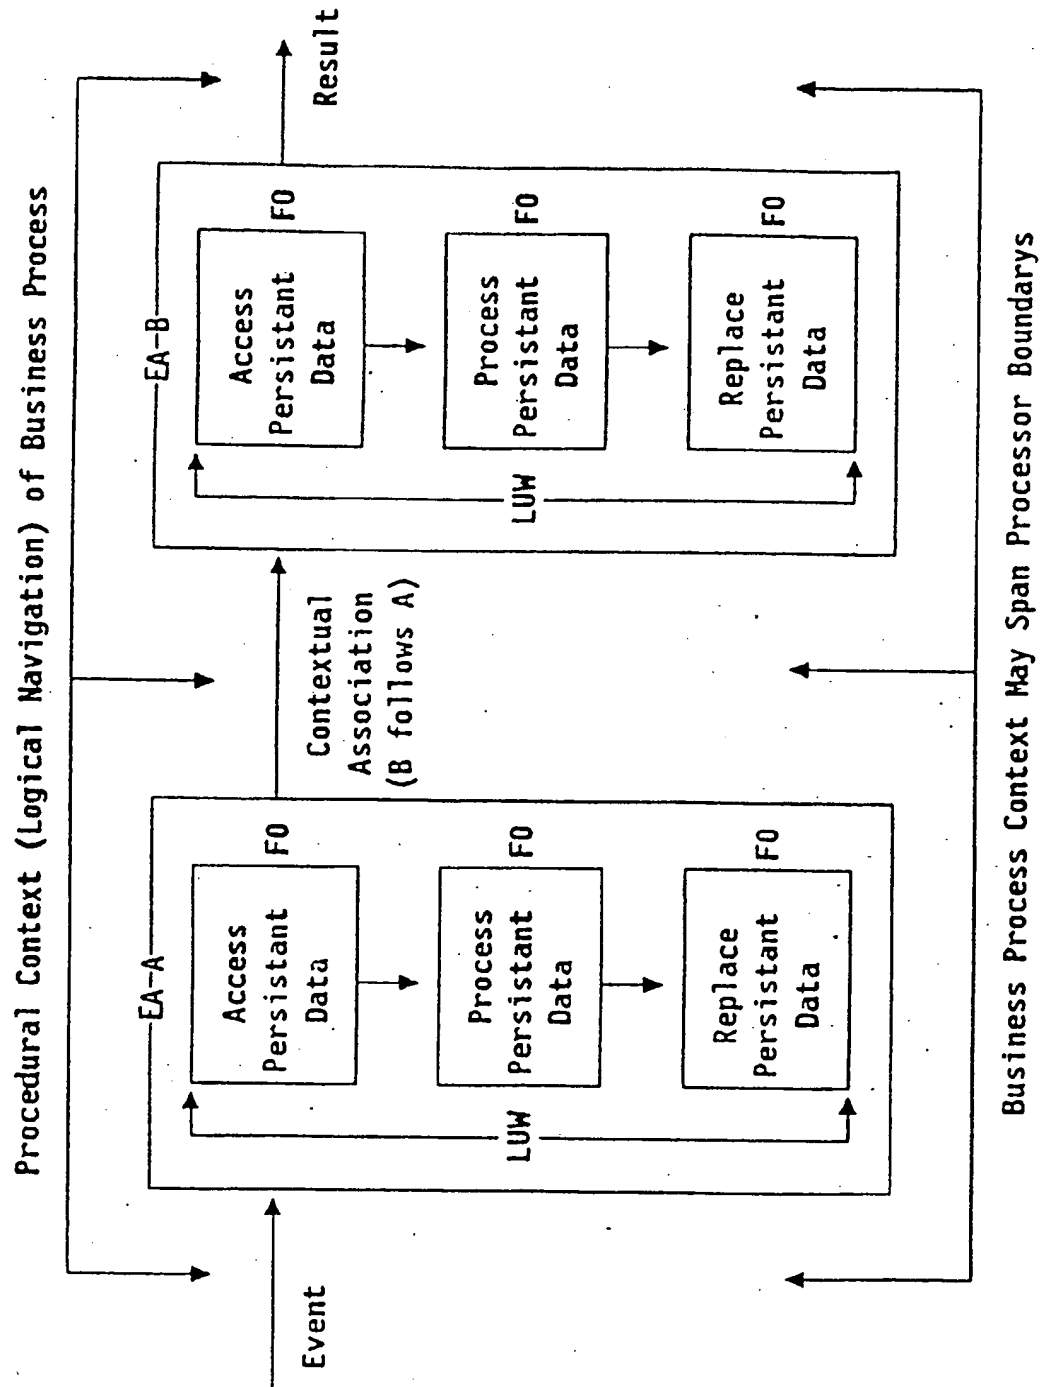 Procedural Context (Logical Navigation) of Business Process
Event
EA-A
LUW
Access
Persistant
Data
FO
Process
Persistant
Data
FO
Replace
Persistant
Data
FO
Contextual
Association
(B follows A)
EA-B
LUW
Access
Persistant
Data
FO
Process
Persistant
Data
FO
Replace
Persistant
Data
FO
Result
Business Process Context May Span Processor Boundarys